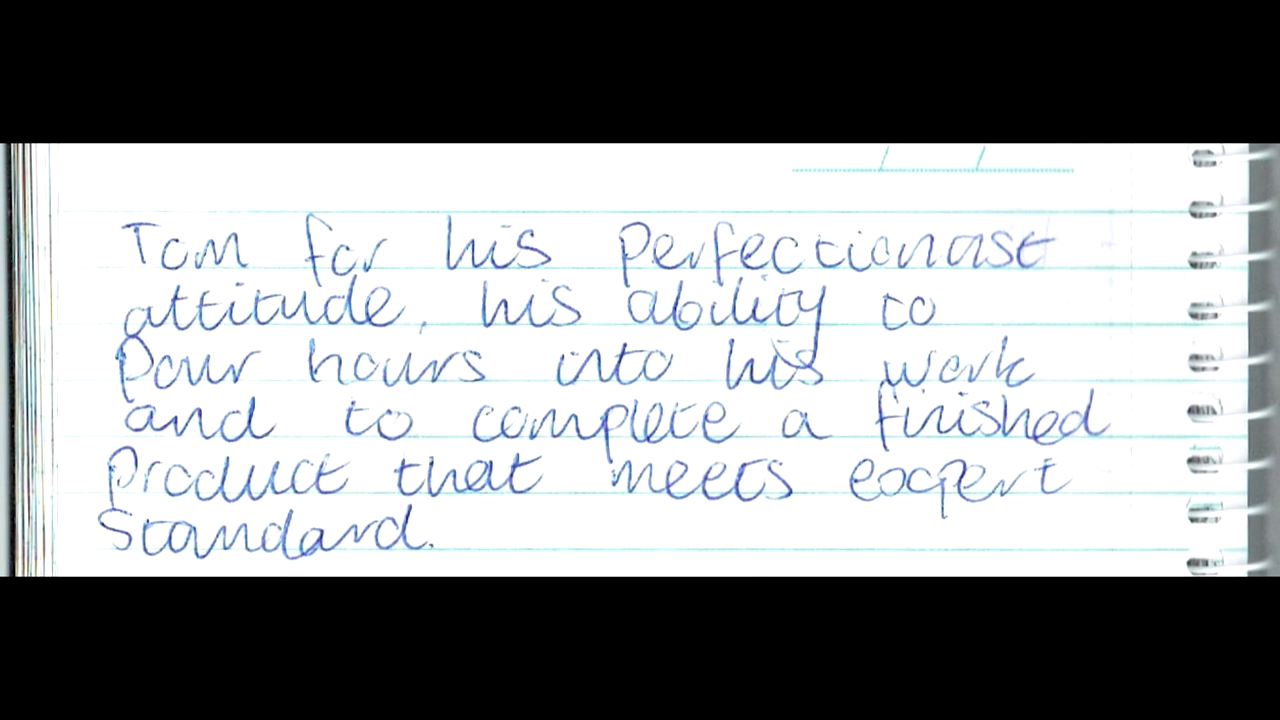 Tom for his perfectionast
attitude, his ability to
Pour hours into his work
and to complete a finished
Product that meets expert
Standard.